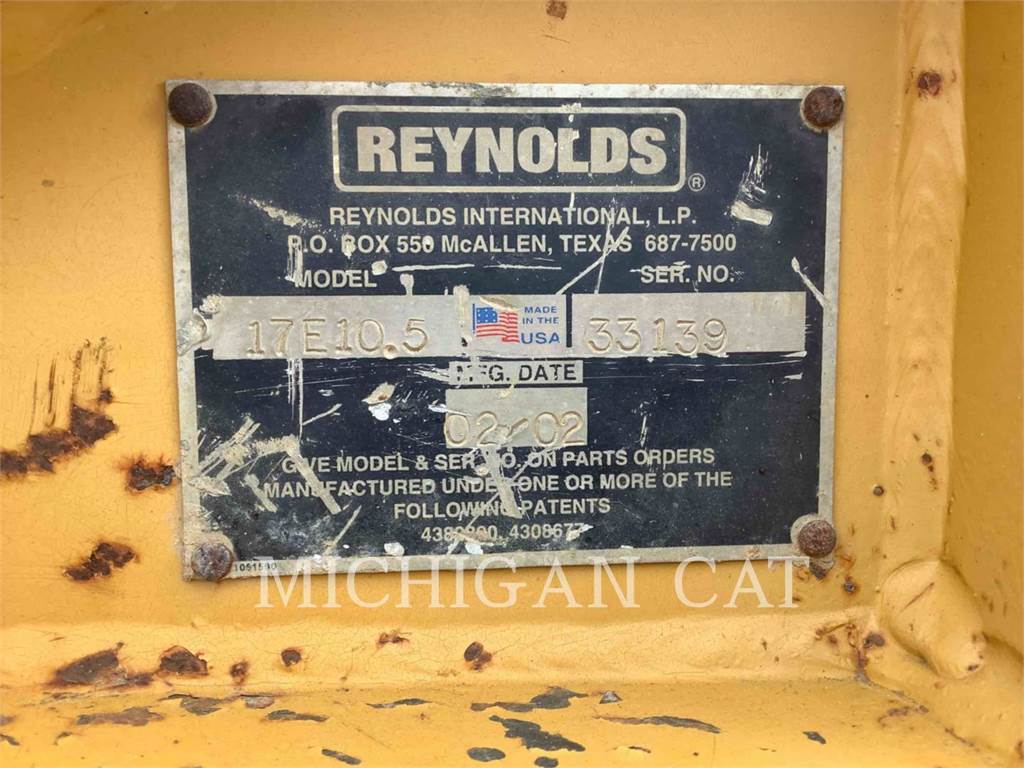 REYNOLDS
®
REYNOLDS INTERNATIONAL, L.P.
P.O. BOX 550 McALLEN, TEXAS 687-7500
MODEL SER. NO.
17E10.5 MADE IN THE USA 33139
MFG. DATE
02-02
GIVE MODEL & SER. NO. ON PARTS ORDERS
MANUFACTURED UNDER ONE OR MORE OF THE
FOLLOWING PATENTS
4308677
MICHIGAN CAT